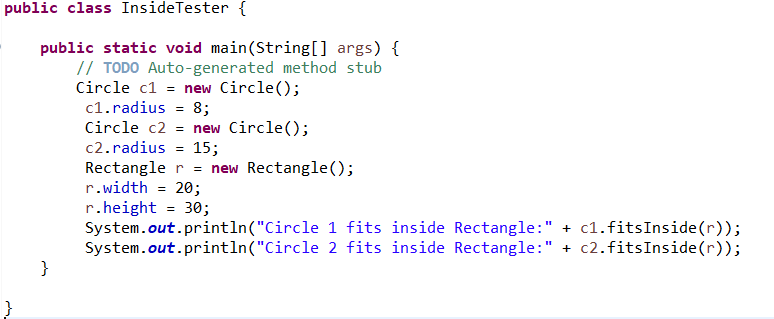 public class InsideTester {
public static void main(String[] args) {
// TODO Auto-generated method stub
Circle c1 = new Circle();
c1.radius = 8;
Circle c2 = new Circle();
c2.radius = 15;
Rectangle r = new Rectangle();
r.width = 20;
r.height = 30;
System.out.println("Circle 1 fits inside Rectangle:" + c1.fitsInside(r));
System.out.println("Circle 2 fits inside Rectangle:" + c2.fitsInside(r));
}
}